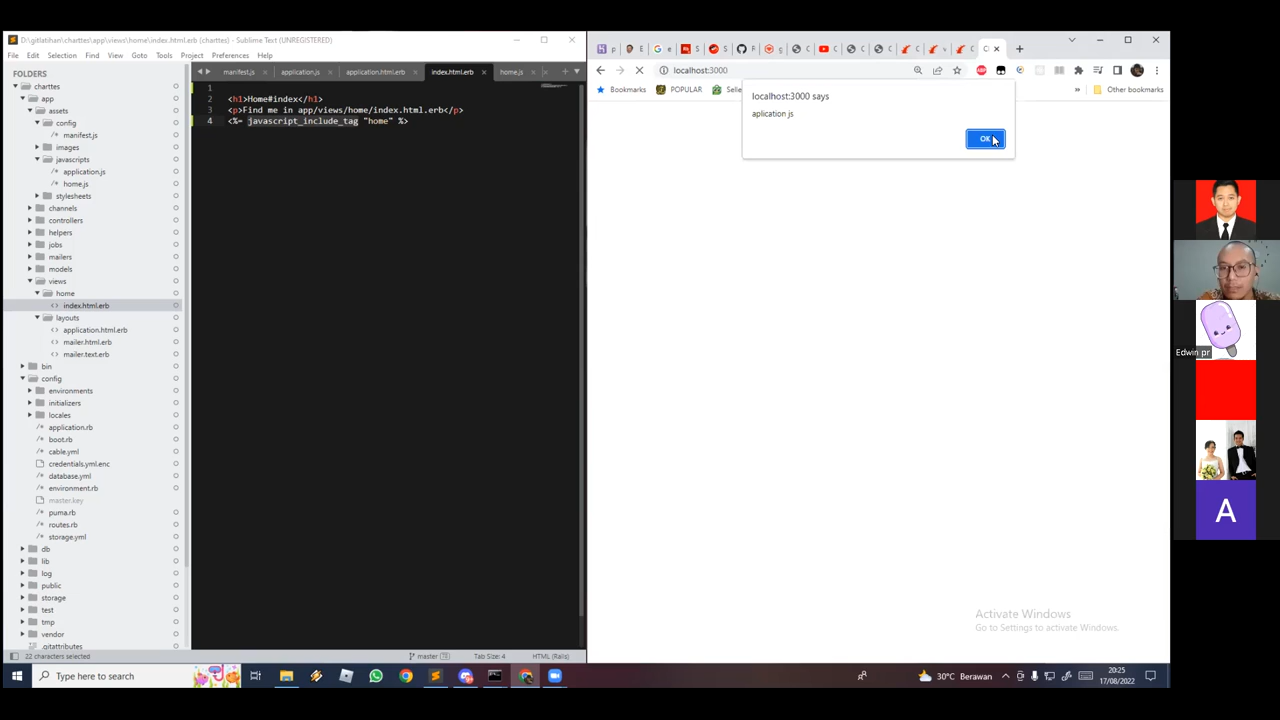 D:\gitlatihan\charttes\app\views\home\index.html.erb (charttes) - Sublime Text (UNREGISTERED)
File Edit Selection Find View Goto Tools Project Preferences Help
FOLDERS
charttes
app
assets
config
manifest.js
images
javascripts
application.js
home.js
stylesheets
channels
controllers
helpers
jobs
mailers
models
views
home
index.html.erb
layouts
application.html.erb
mailer.html.erb
mailer.text.erb
bin
config
environments
initializers
locales
application.rb
boot.rb
cable.yml
credentials.yml.enc
database.yml
environment.rb
master.key
puma.rb
routes.rb
storage.yml
db
lib
log
public
storage
test
tmp
vendor
.gitattributes
manifest.js application.js application.html.erb index.html.erb home.js
1
2 <h1>Home#index</h1>
3 <p>Find me in app/views/home/index.html.erb</p>
4 <%= javascript_include_tag "home" %>
22 characters selected
master
Tab Size: 4
HTML (Rails)
localhost:3000
Bookmarks
POPULAR
Other bookmarks
localhost:3000 says
aplication js
OK
Activate Windows
Go to Settings to activate Windows.
Edwin pr
A
Type here to search
30°C Berawan
20:25
17/08/2022